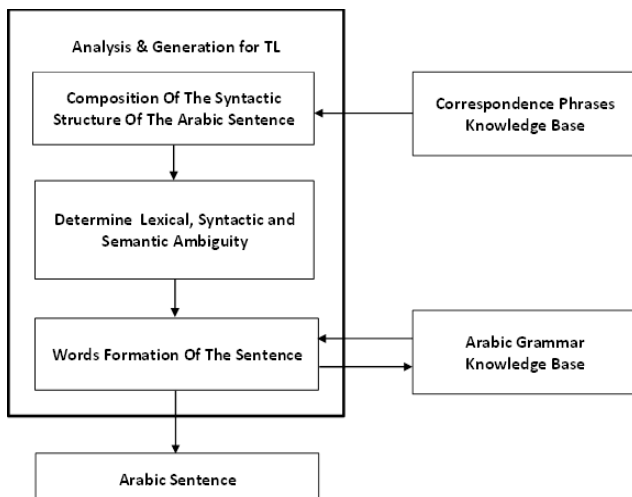 Analysis & Generation for TL
Composition Of The Syntactic
Structure Of The Arabic Sentence
Correspondence Phrases
Knowledge Base
Determine Lexical, Syntactic and
Semantic Ambiguity
Words Formation Of The Sentence
Arabic Grammar
Knowledge Base
Arabic Sentence